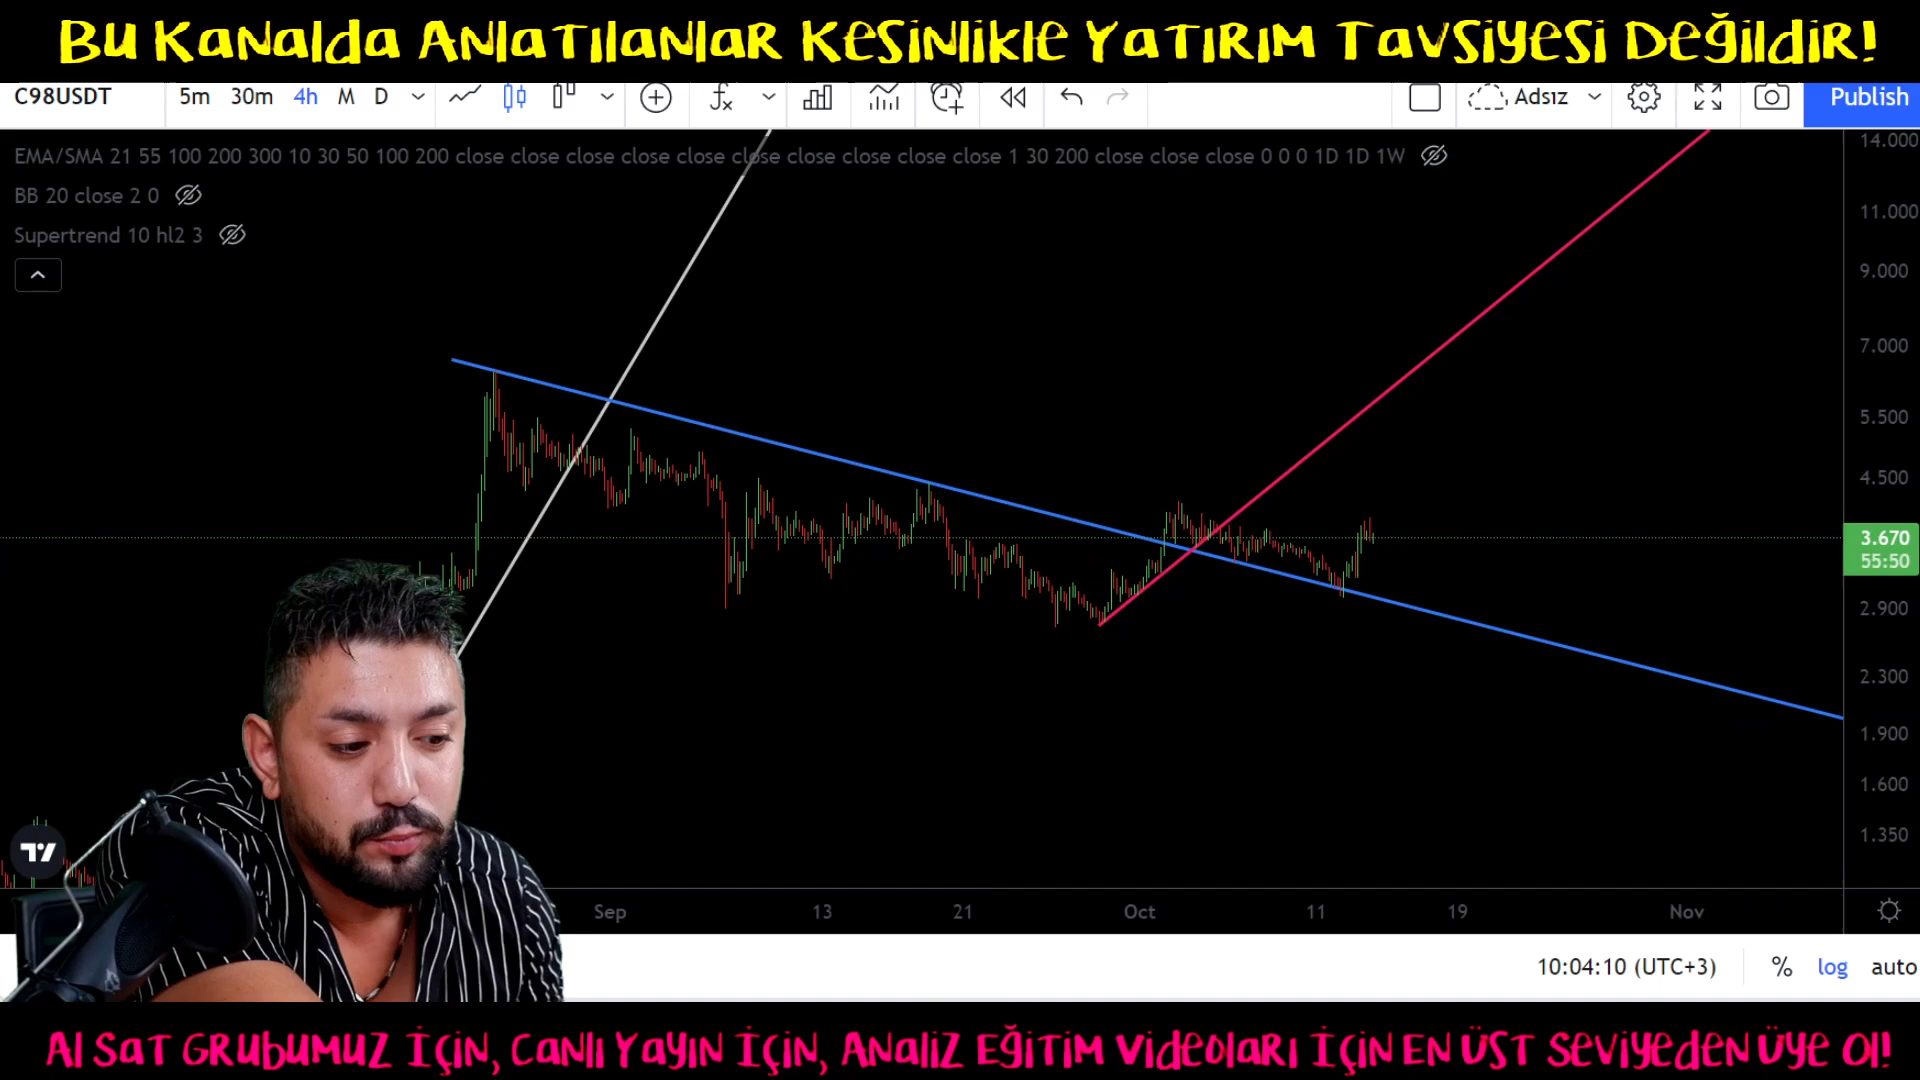 Bu Kanalda Anlatılanlar Kesinlikle Yatırım Tavsiyesi Değildir!
C98USDT 5m 30m 4h M D Adsız Publish
EMA/SMA 21 55 100 200 300 10 30 50 100 200 close close close close close close close close close close 1 30 200 close close close 0 0 0 1D 1D 1W
BB 20 close 2 0
Supertrend 10 hl2 3
14.000
11.000
9.000
7.000
5.500
4.500
3.670
55:50
2.900
2.300
1.900
1.600
1.350
Sep 13 21 Oct 11 19 Nov
10:04:10 (UTC+3) % log auto
Al Sat Grubumuz İçin, Canlı Yayın İçin, Analiz Eğitim Videoları İçin En Üst Seviyeden Üye Ol!